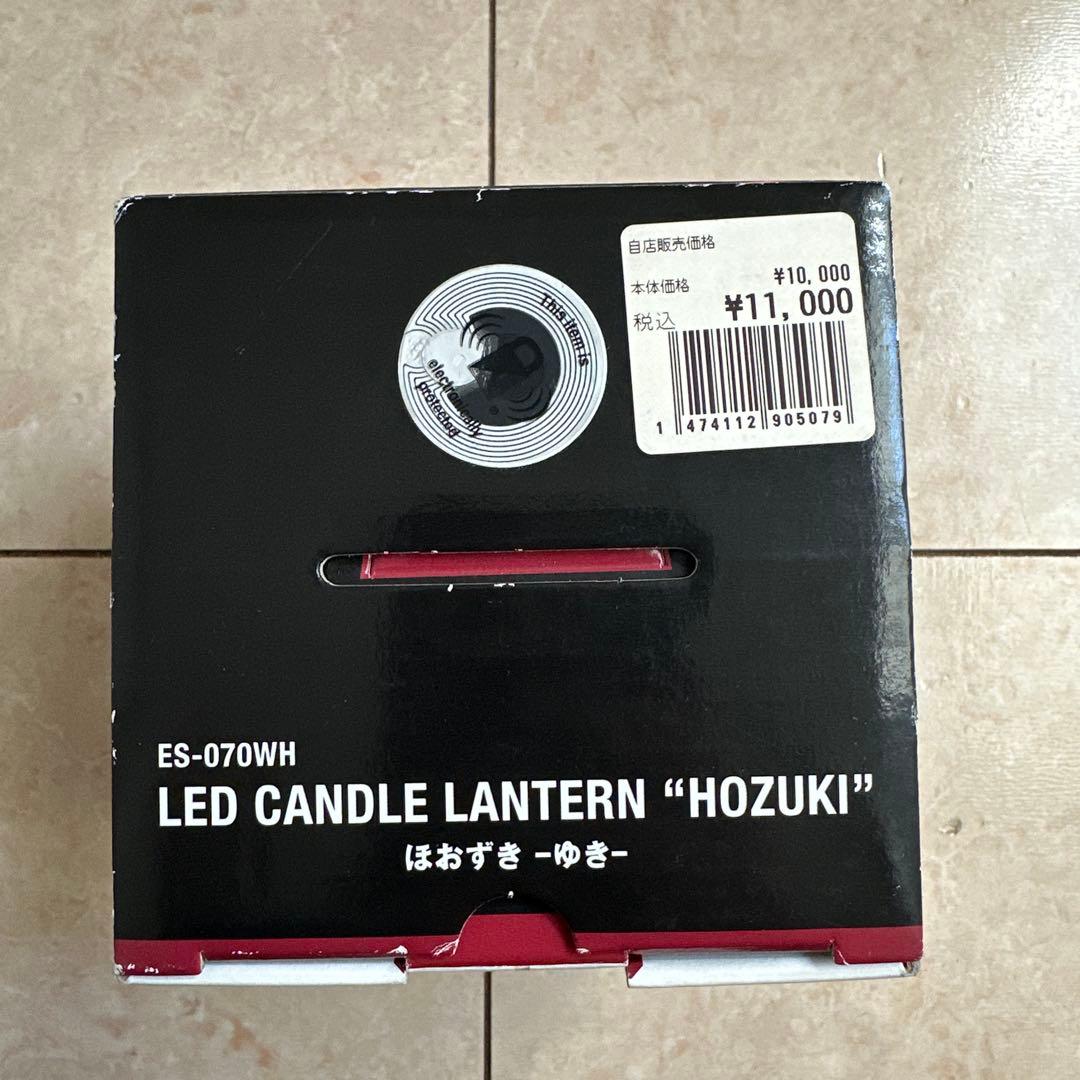 自店販売価格
本体価格 ¥10,000
税込 ¥11,000
1 474112 905079
This item is
electronically
protected
ES-070WH
LED CANDLE LANTERN “HOZUKI”
ほおずき -ゆき-